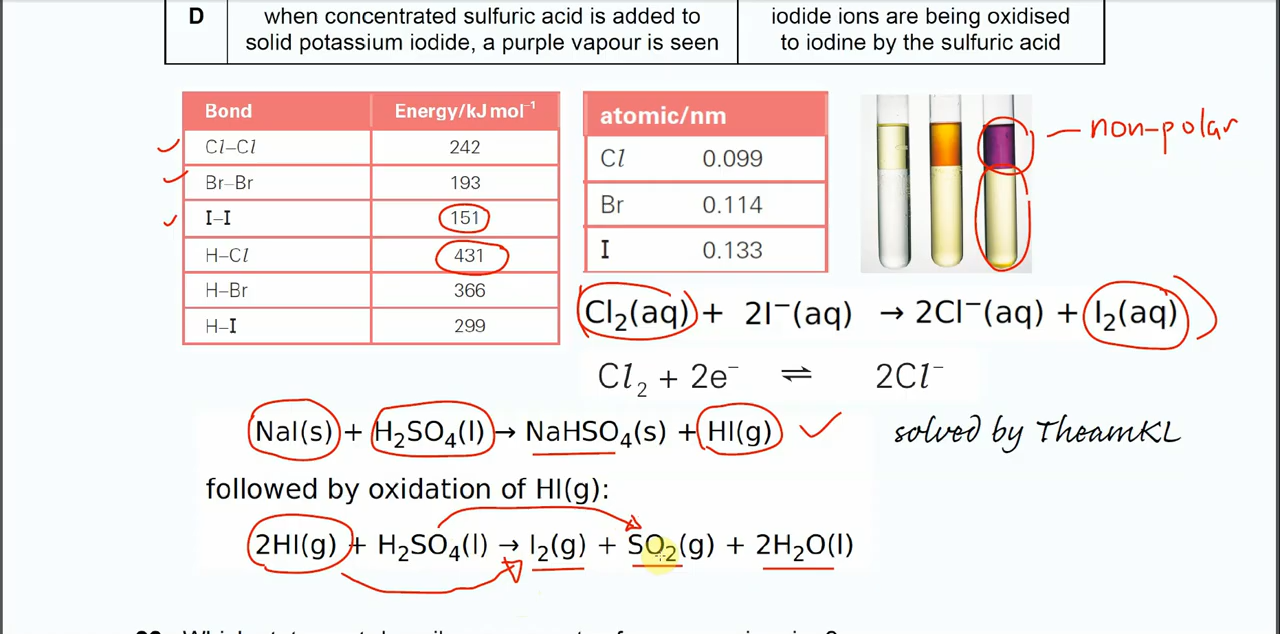 D
when concentrated sulfuric acid is added to
solid potassium iodide, a purple vapour is seen
iodide ions are being oxidised
to iodine by the sulfuric acid
Bond Energy/kJ mol⁻¹
Cl–Cl 242
Br–Br 193
I–I 151
H–Cl 431
H–Br 366
H–I 299
atomic/nm
Cl 0.099
Br 0.114
I 0.133
non-polar
Cl₂(aq) + 2I⁻(aq) → 2Cl⁻(aq) + I₂(aq)
Cl₂ + 2e⁻ ⇌ 2Cl⁻
NaI(s) + H₂SO₄(l) → NaHSO₄(s) + HI(g)
solved by TheamKL
followed by oxidation of HI(g):
2HI(g) + H₂SO₄(l) → I₂(g) + SO₂(g) + 2H₂O(l)